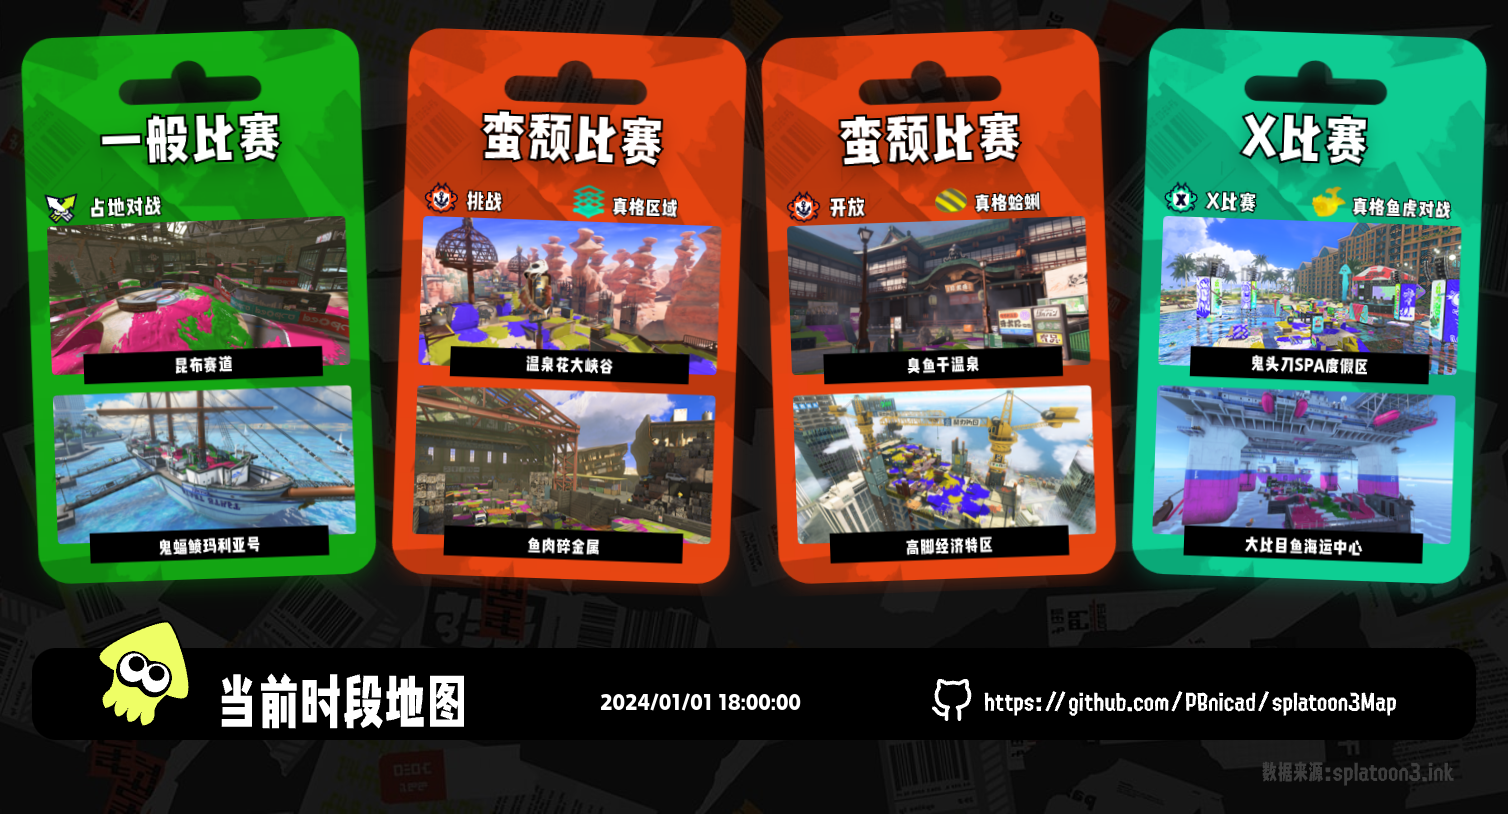 一般比赛
占地对战
昆布赛道
鬼蝠鲼玛利亚号
蛮颓比赛
挑战
真格区域
温泉花大峡谷
鱼肉碎金属
蛮颓比赛
开放
真格蛤蜊
臭鱼干温泉
高脚经济特区
X比赛
X比赛
真格鱼虎对战
鬼头刀SPA度假区
大比目鱼海运中心
当前时段地图
2024/01/01 18:00:00
https://github.com/PBnicad/splatoon3Map
数据来源:splatoon3.ink